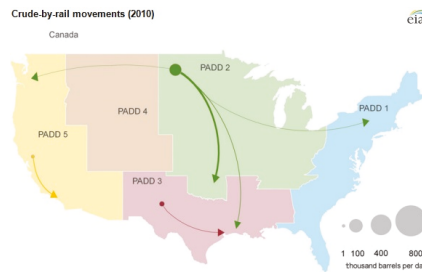 Crude-by-rail movements (2010)
eia
Canada
PADD 2
PADD 1
PADD 4
PADD 5
PADD 3
1 100 400 800
thousand barrels per da